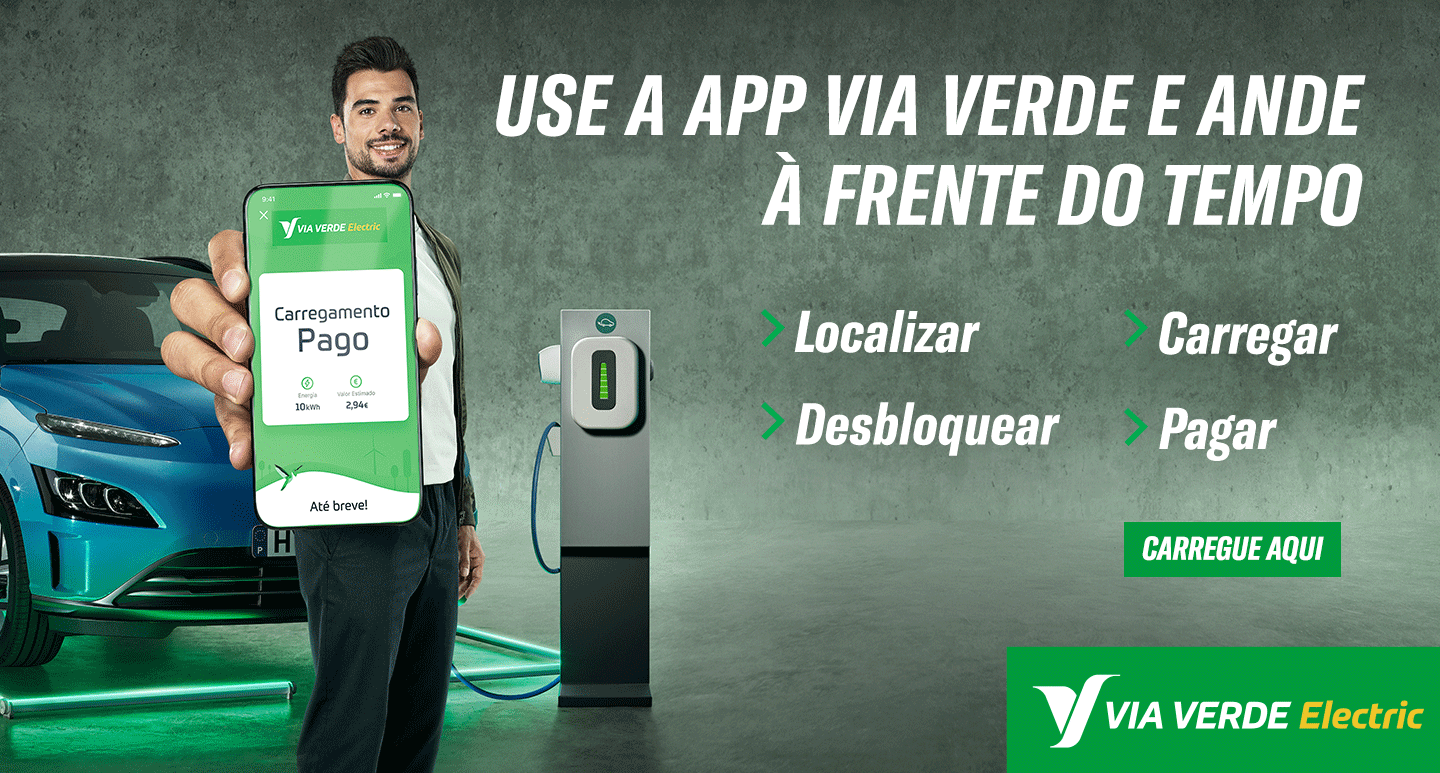 USE A APP VIA VERDE E ANDE
À FRENTE DO TEMPO
9:41
VIA VERDE Electric
Carregamento
Pago
Energia
10kWh
Valor Estimado
2,94€
Até breve!
P H
Localizar
Carregar
Desbloquear
Pagar
CARREGUE AQUI
VIA VERDE Electric